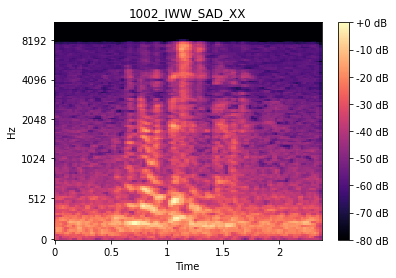 1002_IWW_SAD_XX
+0 dB
8192
-10 dB
4096
-20 dB
-30 dB
2048
Hz
-40 dB
1024
-50 dB
512
-60 dB
-70 dB
0
-80 dB
0 0.5 1 1.5 2
Time